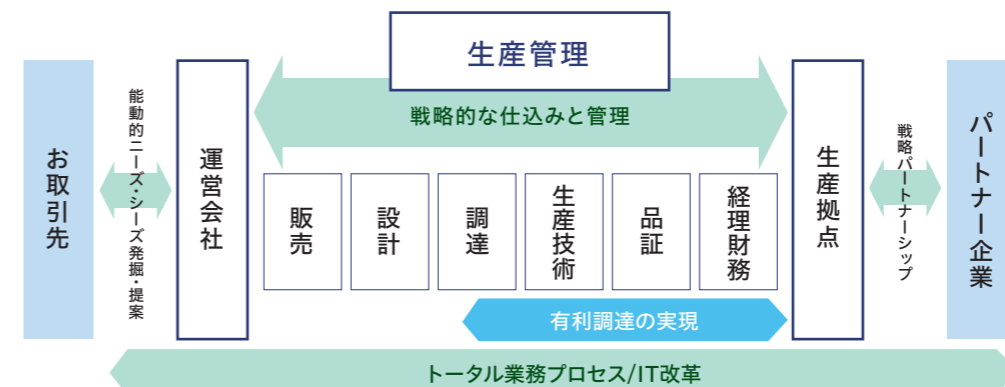 生産管理
戦略的な仕込みと管理
お取引先
能動的ニーズ・シーズ発掘・提案
運営会社
販売
設計
調達
生産技術
品証
経理財務
生産拠点
戦略パートナーシップ
パートナー企業
有利調達の実現
トータル業務プロセス/IT改革